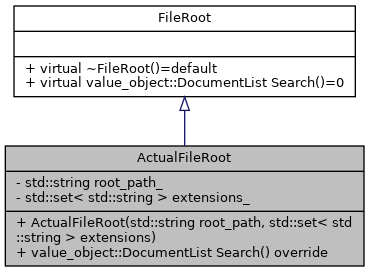 FileRoot
+ virtual ~FileRoot()=default
+ virtual value_object::DocumentList Search()=0
ActualFileRoot
- std::string root_path_
- std::set< std::string > extensions_
+ ActualFileRoot(std::string root_path, std::set< std
::string > extensions)
+ value_object::DocumentList Search() override